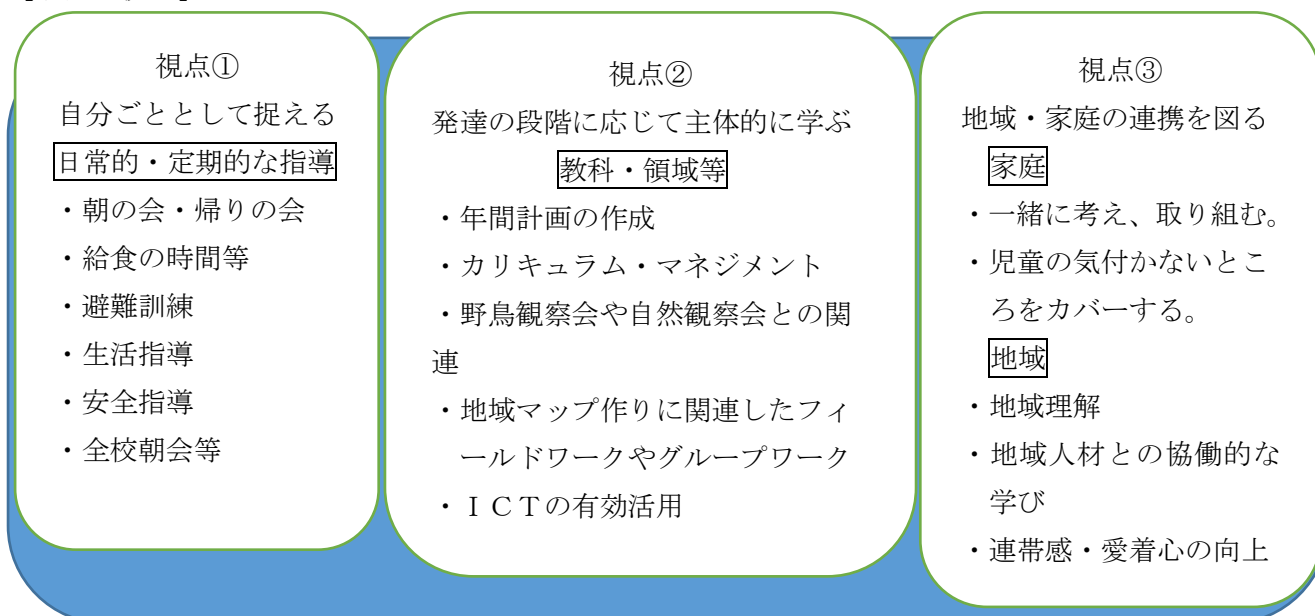 視点①
自分ごととして捉える
日常的・定期的な指導
・朝の会・帰りの会
・給食の時間等
・避難訓練
・生活指導
・安全指導
・全校朝会等
視点②
発達の段階に応じて主体的に学ぶ
教科・領域等
・年間計画の作成
・カリキュラム・マネジメント
・野鳥観察会や自然観察会との関
連
・地域マップ作りに関連したフィ
ールドワークやグループワーク
・ＩＣＴの有効活用
視点③
地域・家庭の連携を図る
家庭
・一緒に考え、取り組む。
・児童の気付かないとこ
ろをカバーする。
地域
・地域理解
・地域人材との協働的な
学び
・連帯感・愛着心の向上